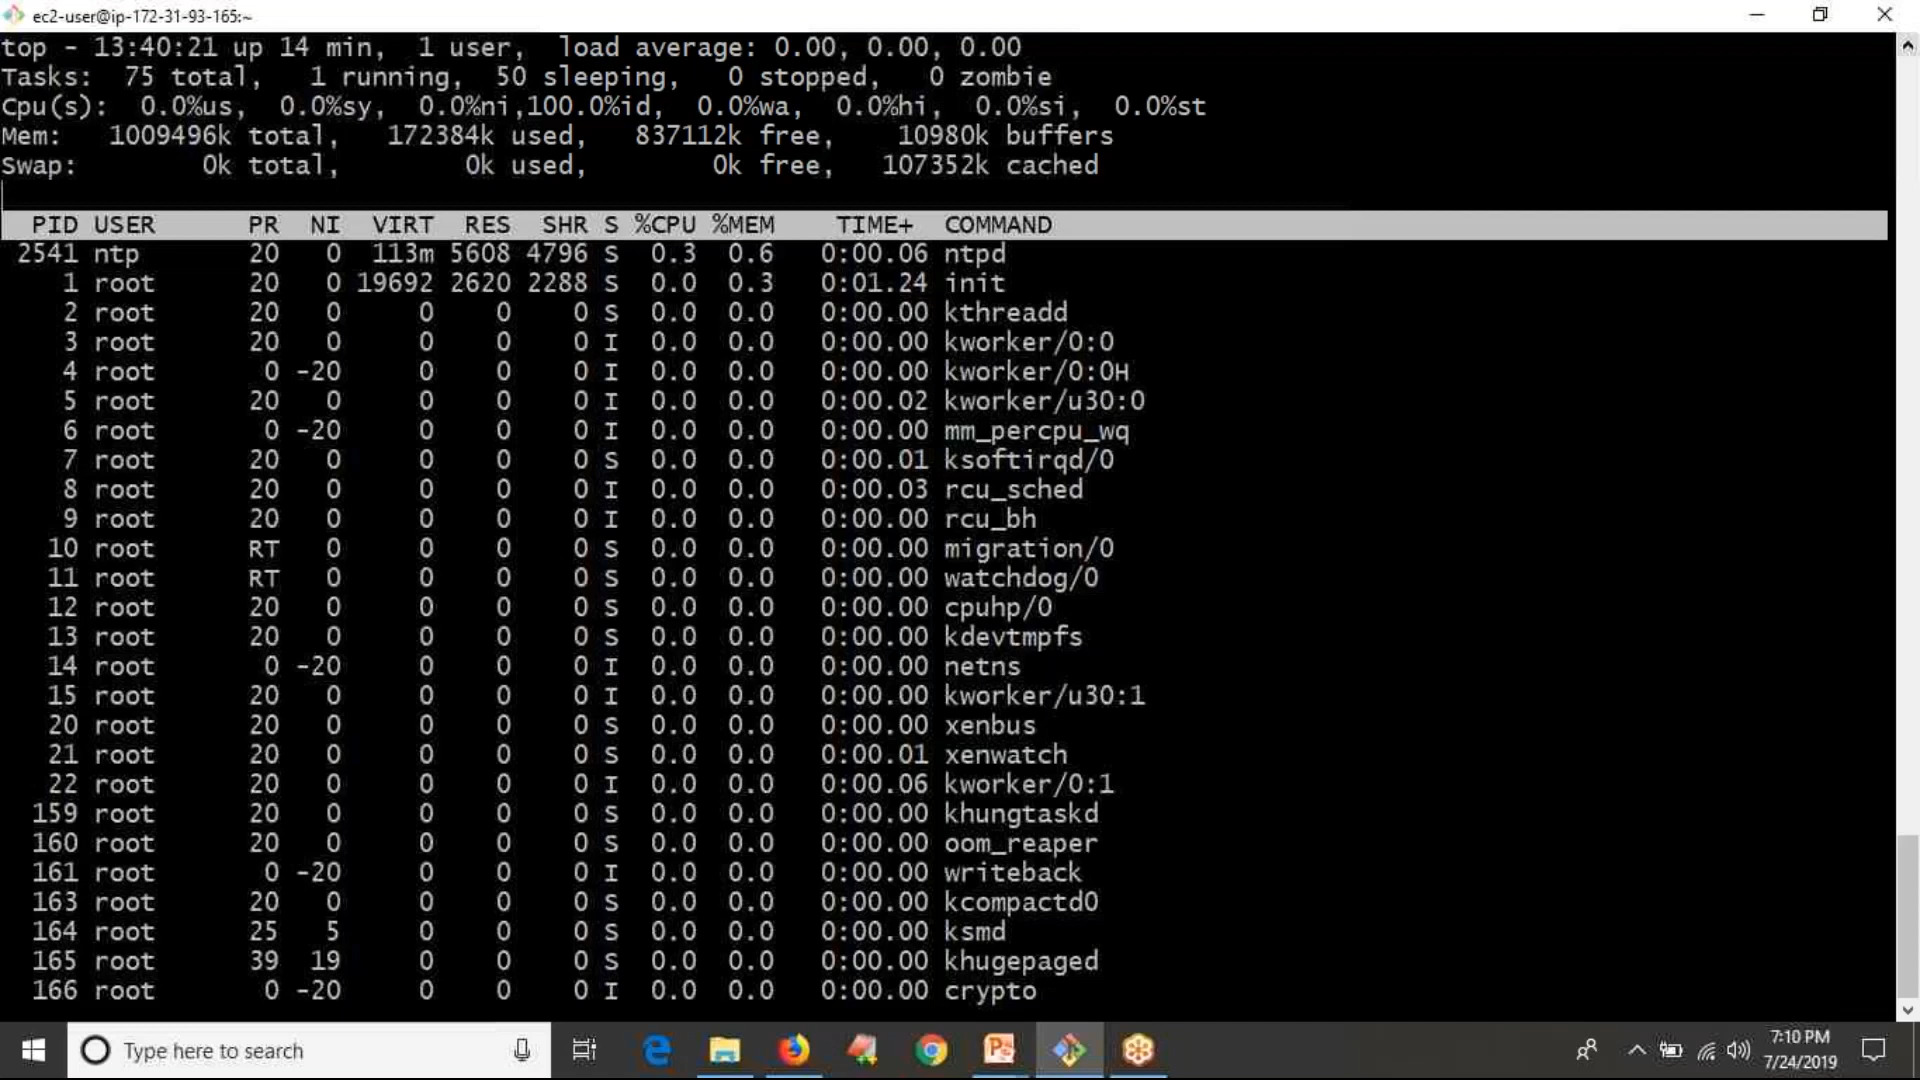 ec2-user@ip-172-31-93-165:~
top - 13:40:21 up 14 min,  1 user,  load average: 0.00, 0.00, 0.00
Tasks:  75 total,   1 running,  50 sleeping,   0 stopped,   0 zombie
Cpu(s):  0.0%us,  0.0%sy,  0.0%ni,100.0%id,  0.0%wa,  0.0%hi,  0.0%si,  0.0%st
Mem:   1009496k total,   172384k used,   837112k free,    10980k buffers
Swap:        0k total,        0k used,        0k free,   107352k cached
PID USER      PR  NI  VIRT  RES  SHR S %CPU %MEM    TIME+  COMMAND
2541 ntp       20   0  113m 5608 4796 S  0.3  0.6   0:00.06 ntpd
1 root      20   0 19692 2620 2288 S  0.0  0.3   0:01.24 init
2 root      20   0     0    0    0 S  0.0  0.0   0:00.00 kthreadd
3 root      20   0     0    0    0 I  0.0  0.0   0:00.00 kworker/0:0
4 root       0 -20     0    0    0 I  0.0  0.0   0:00.00 kworker/0:0H
5 root      20   0     0    0    0 I  0.0  0.0   0:00.02 kworker/u30:0
6 root       0 -20     0    0    0 I  0.0  0.0   0:00.00 mm_percpu_wq
7 root      20   0     0    0    0 S  0.0  0.0   0:00.01 ksoftirqd/0
8 root      20   0     0    0    0 I  0.0  0.0   0:00.03 rcu_sched
9 root      20   0     0    0    0 I  0.0  0.0   0:00.00 rcu_bh
10 root      RT   0     0    0    0 S  0.0  0.0   0:00.00 migration/0
11 root      RT   0     0    0    0 S  0.0  0.0   0:00.00 watchdog/0
12 root      20   0     0    0    0 S  0.0  0.0   0:00.00 cpuhp/0
13 root      20   0     0    0    0 S  0.0  0.0   0:00.00 kdevtmpfs
14 root       0 -20     0    0    0 I  0.0  0.0   0:00.00 netns
15 root      20   0     0    0    0 I  0.0  0.0   0:00.00 kworker/u30:1
20 root      20   0     0    0    0 S  0.0  0.0   0:00.00 xenbus
21 root      20   0     0    0    0 S  0.0  0.0   0:00.01 xenwatch
22 root      20   0     0    0    0 I  0.0  0.0   0:00.06 kworker/0:1
159 root      20   0     0    0    0 S  0.0  0.0   0:00.00 khungtaskd
160 root      20   0     0    0    0 S  0.0  0.0   0:00.00 oom_reaper
161 root       0 -20     0    0    0 I  0.0  0.0   0:00.00 writeback
163 root      20   0     0    0    0 S  0.0  0.0   0:00.00 kcompactd0
164 root      25   5     0    0    0 S  0.0  0.0   0:00.00 ksmd
165 root      39  19     0    0    0 S  0.0  0.0   0:00.00 khugepaged
166 root       0 -20     0    0    0 I  0.0  0.0   0:00.00 crypto
Type here to search
7:10 PM
7/24/2019